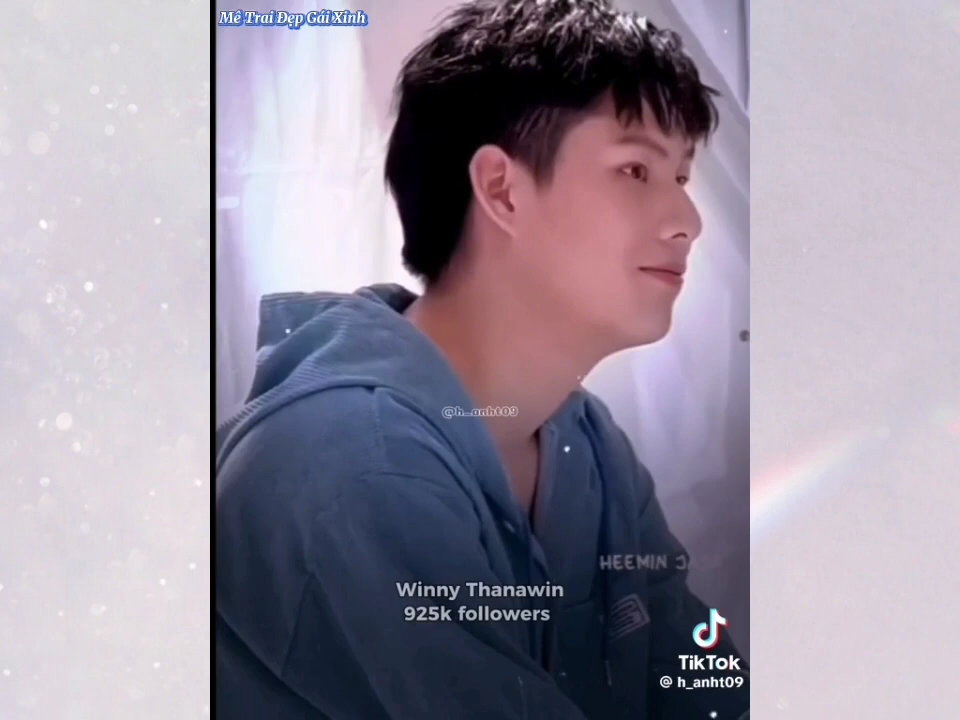 Mê Trai Đẹp Gái Xinh
@h_anht09
HEEMIN
Winny Thanawin
925k followers
TikTok
@ h_anht09